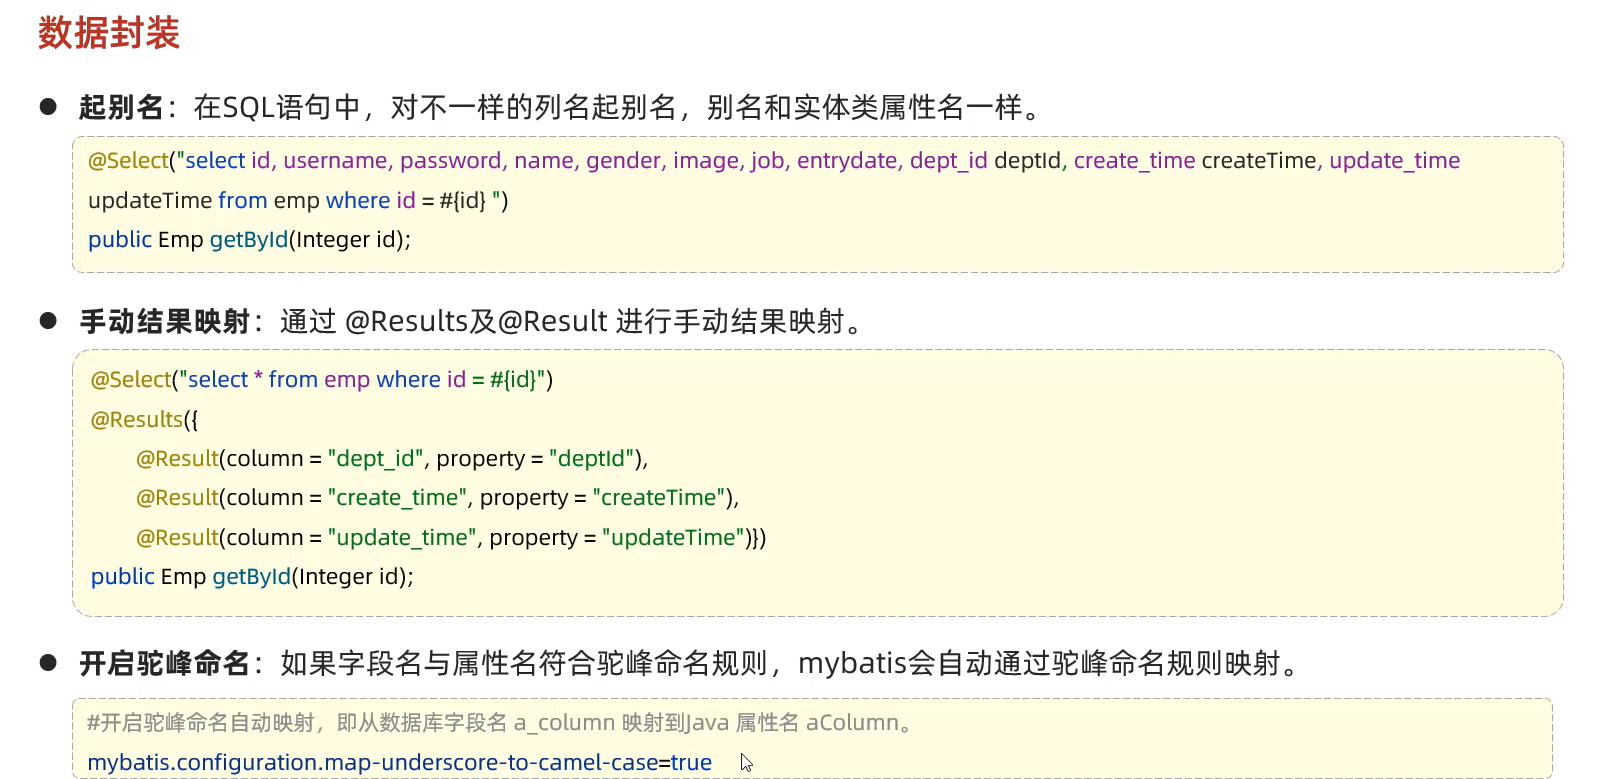 数据封装
● 起别名：在SQL语句中，对不一样的列名起别名，别名和实体类属性名一样。
@Select("select id, username, password, name, gender, image, job, entrydate, dept_id deptId, create_time createTime, update_time
updateTime from emp where id = #{id} ")
public Emp getById(Integer id);
● 手动结果映射：通过 @Results及@Result 进行手动结果映射。
@Select("select * from emp where id = #{id}")
@Results({
@Result(column = "dept_id", property = "deptId"),
@Result(column = "create_time", property = "createTime"),
@Result(column = "update_time", property = "updateTime")})
public Emp getById(Integer id);
● 开启驼峰命名：如果字段名与属性名符合驼峰命名规则，mybatis会自动通过驼峰命名规则映射。
#开启驼峰命名自动映射，即从数据库字段名 a_column 映射到Java 属性名 aColumn。
mybatis.configuration.map-underscore-to-camel-case=true